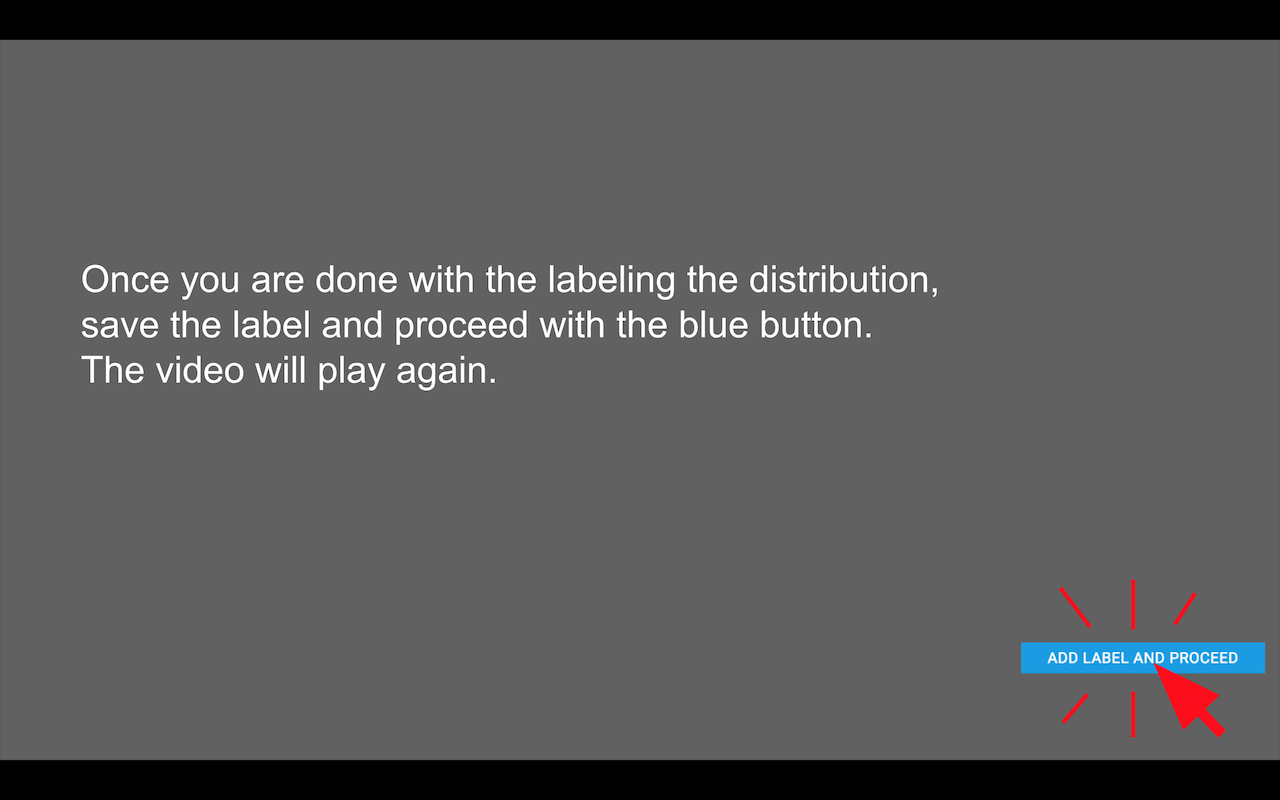 Once you are done with the labeling the distribution,
save the label and proceed with the blue button.
The video will play again.
ADD LABEL AND PROCEED